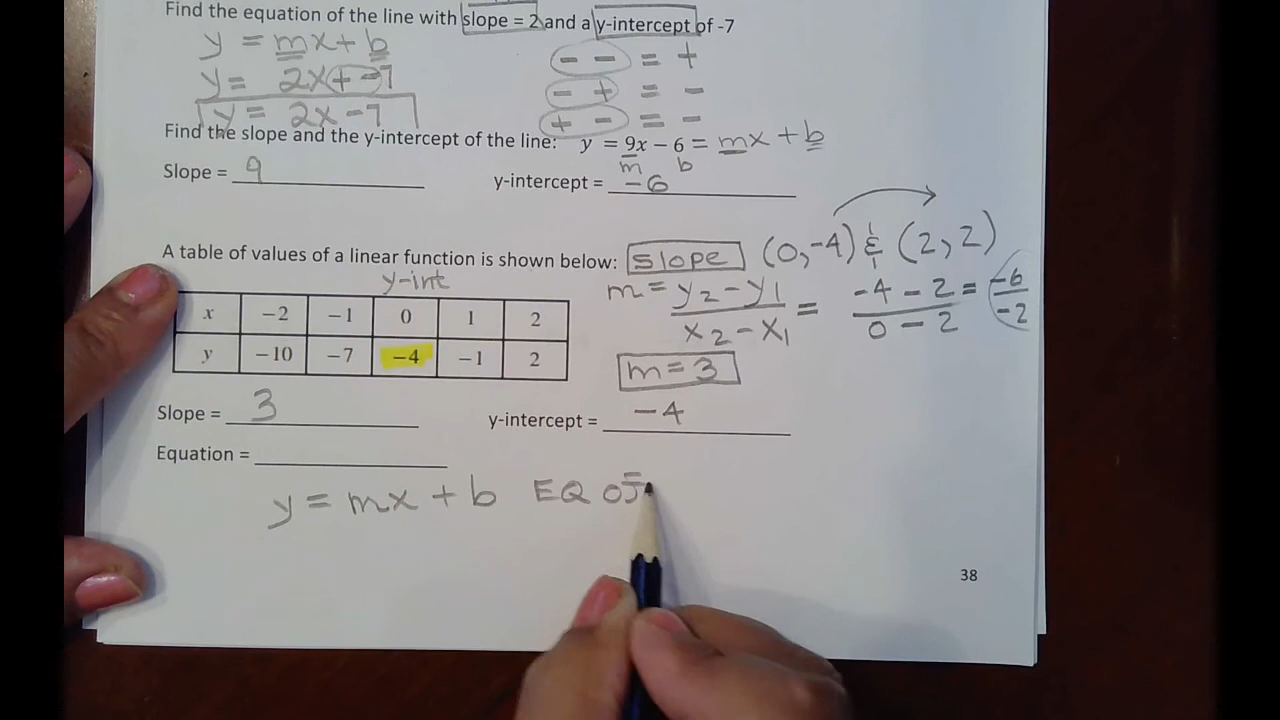 Find the equation of the line with slope = 2 and a y-intercept of -7
y = mx + b
- - = +
y = 2x + -7
- + = -
y = 2x - 7
+ - = -
Find the slope and the y-intercept of the line: y = 9x − 6 = mx + b
m b
Slope = 9 y-intercept = -6
A table of values of a linear function is shown below: slope (0,-4) & (2,2)
y-int
m = y2 - y1 / x2 - x1 = -4 - 2 / 0 - 2 = -6 / -2
x −2 −1 0 1 2
y −10 −7 −4 −1 2
m = 3
Slope = 3 y-intercept = -4
Equation =
y = mx + b EQ of
38